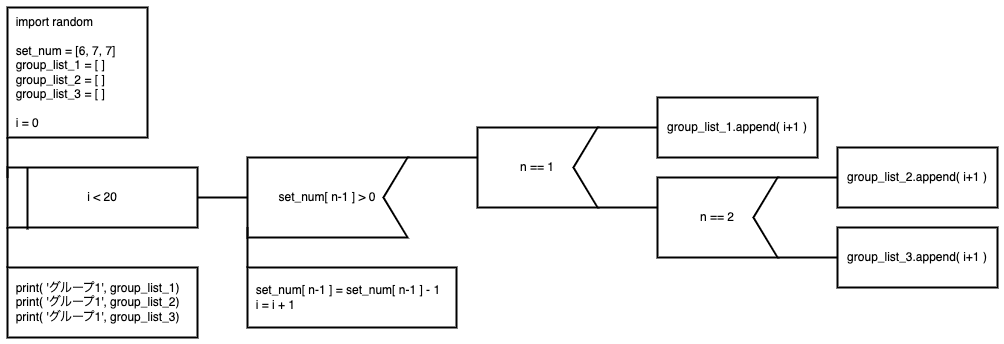 import random
set_num = [6, 7, 7]
group_list_1 = [ ]
group_list_2 = [ ]
group_list_3 = [ ]
i = 0
i < 20
set_num[ n-1 ] > 0
n == 1
group_list_1.append( i+1 )
n == 2
group_list_2.append( i+1 )
group_list_3.append( i+1 )
set_num[ n-1 ] = set_num[ n-1 ] - 1
i = i + 1
print( 'グループ1', group_list_1)
print( 'グループ1', group_list_2)
print( 'グループ1', group_list_3)